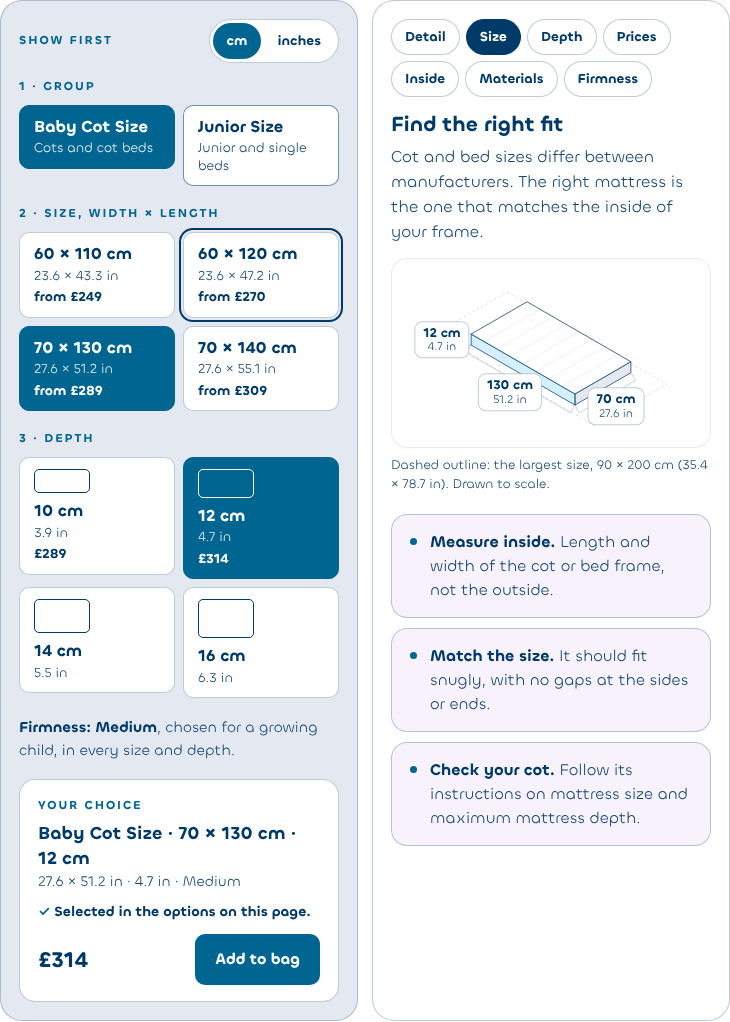 SHOW FIRST
cm
inches
1 · GROUP
Baby Cot Size
Cots and cot beds
Junior Size
Junior and single
beds
2 · SIZE, WIDTH × LENGTH
60 × 110 cm
23.6 × 43.3 in
from £249
60 × 120 cm
23.6 × 47.2 in
from £270
70 × 130 cm
27.6 × 51.2 in
from £289
70 × 140 cm
27.6 × 55.1 in
from £309
3 · DEPTH
10 cm
3.9 in
£289
12 cm
4.7 in
£314
14 cm
5.5 in
16 cm
6.3 in
Firmness: Medium, chosen for a growing
child, in every size and depth.
YOUR CHOICE
Baby Cot Size · 70 × 130 cm ·
12 cm
27.6 × 51.2 in · 4.7 in · Medium
✓ Selected in the options on this page.
£314
Add to bag
Detail
Size
Depth
Prices
Inside
Materials
Firmness
Find the right fit
Cot and bed sizes differ between
manufacturers. The right mattress is
the one that matches the inside of
your frame.
12 cm
4.7 in
130 cm
51.2 in
70 cm
27.6 in
Dashed outline: the largest size, 90 × 200 cm (35.4
× 78.7 in). Drawn to scale.
• Measure inside. Length and
width of the cot or bed frame,
not the outside.
• Match the size. It should fit
snugly, with no gaps at the sides
or ends.
• Check your cot. Follow its
instructions on mattress size and
maximum mattress depth.